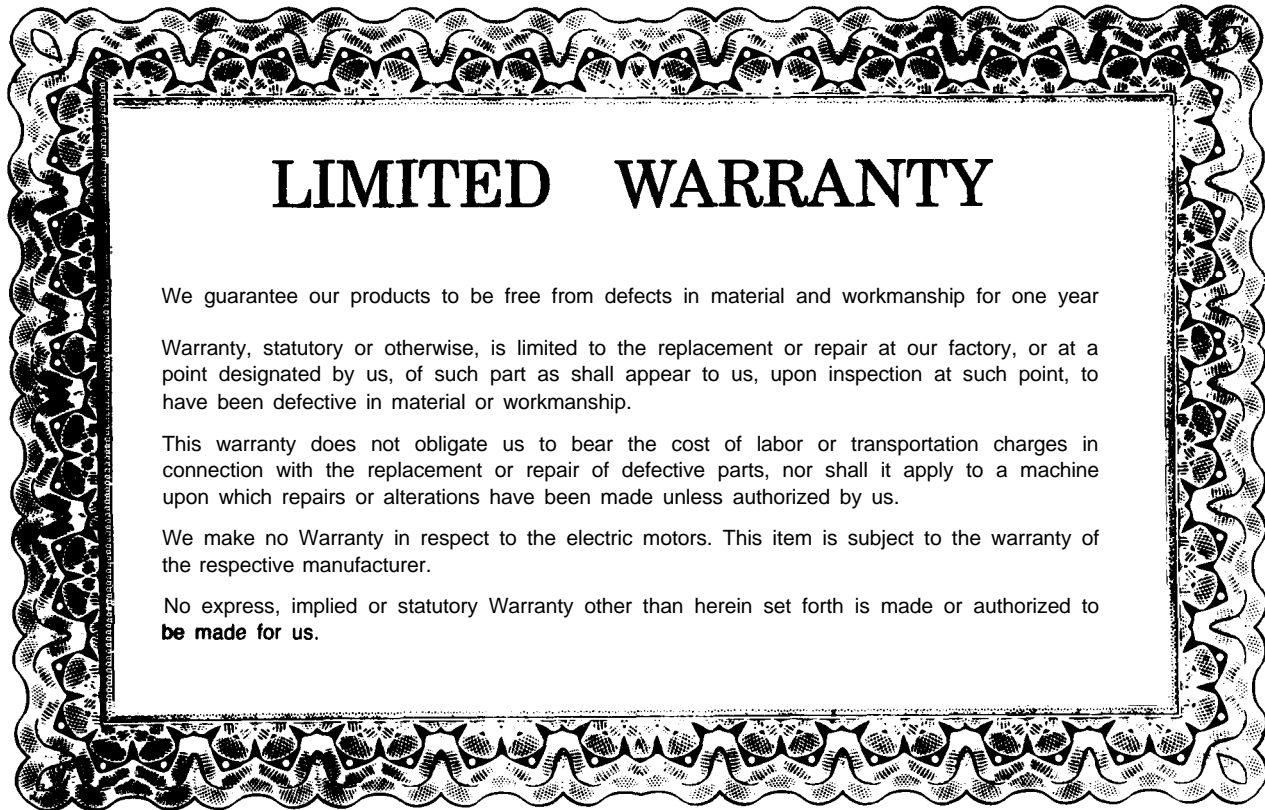 LIMITED WARRANTY
We guarantee our products to be free from defects in material and workmanship for one year
Warranty, statutory or otherwise, is limited to the replacement or repair at our factory, or at a
point designated by us, of such part as shall appear to us, upon inspection at such point, to
have been defective in material or workmanship.
This warranty does not obligate us to bear the cost of labor or transportation charges in
connection with the replacement or repair of defective parts, nor shall it apply to a machine
upon which repairs or alterations have been made unless authorized by us.
We make no Warranty in respect to the electric motors. This item is subject to the warranty of
the respective manufacturer.
No express, implied or statutory Warranty other than herein set forth is made or authorized to
be made for us.